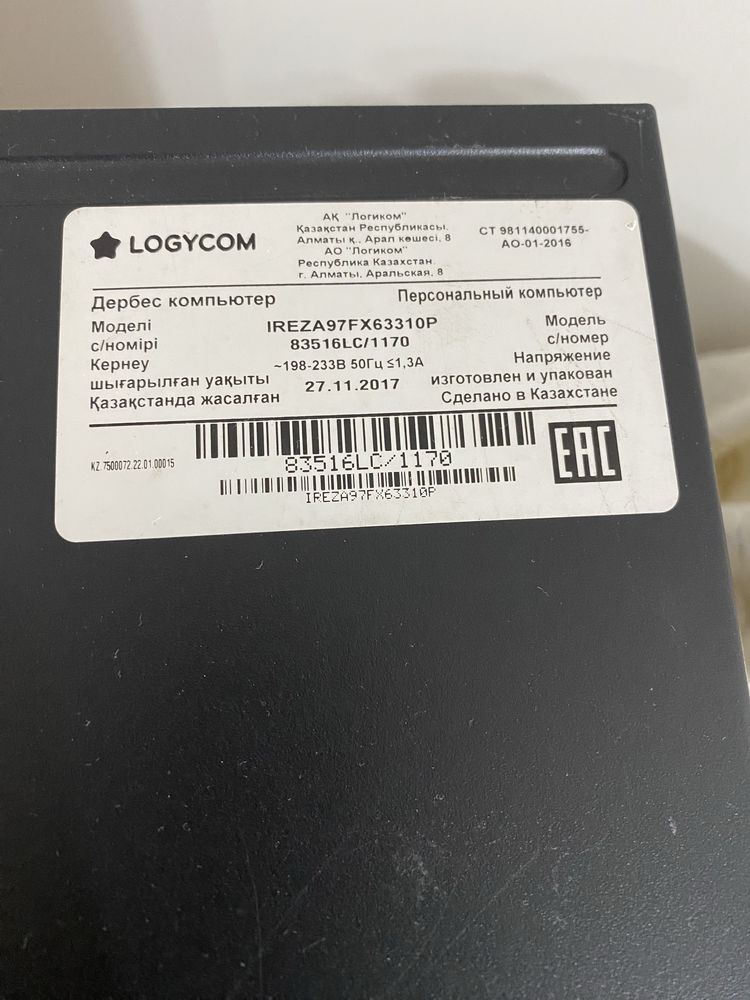 LOGYCOM
АҚ "Логиком"
Қазақстан Республикасы.
Алматы қ., Арал көшесі, 8
АО "Логиком"
Республика Казахстан.
г. Алматы, Аральская, 8
СТ 981140001755-
АО-01-2016
Дербес компьютер Персональный компьютер
Моделі IREZA97FX63310P Модель
с/нөмірі 83516LC/1170 с/номер
Кернеу ~198-233В 50Гц ≤1,3А Напряжение
шығарылған уақыты 27.11.2017 изготовлен и упакован
Қазақстанда жасалған Сделано в Казахстане
KZ.7500072.22.01.00015
83516LC/1170
IREZA97FX63310P
EAC